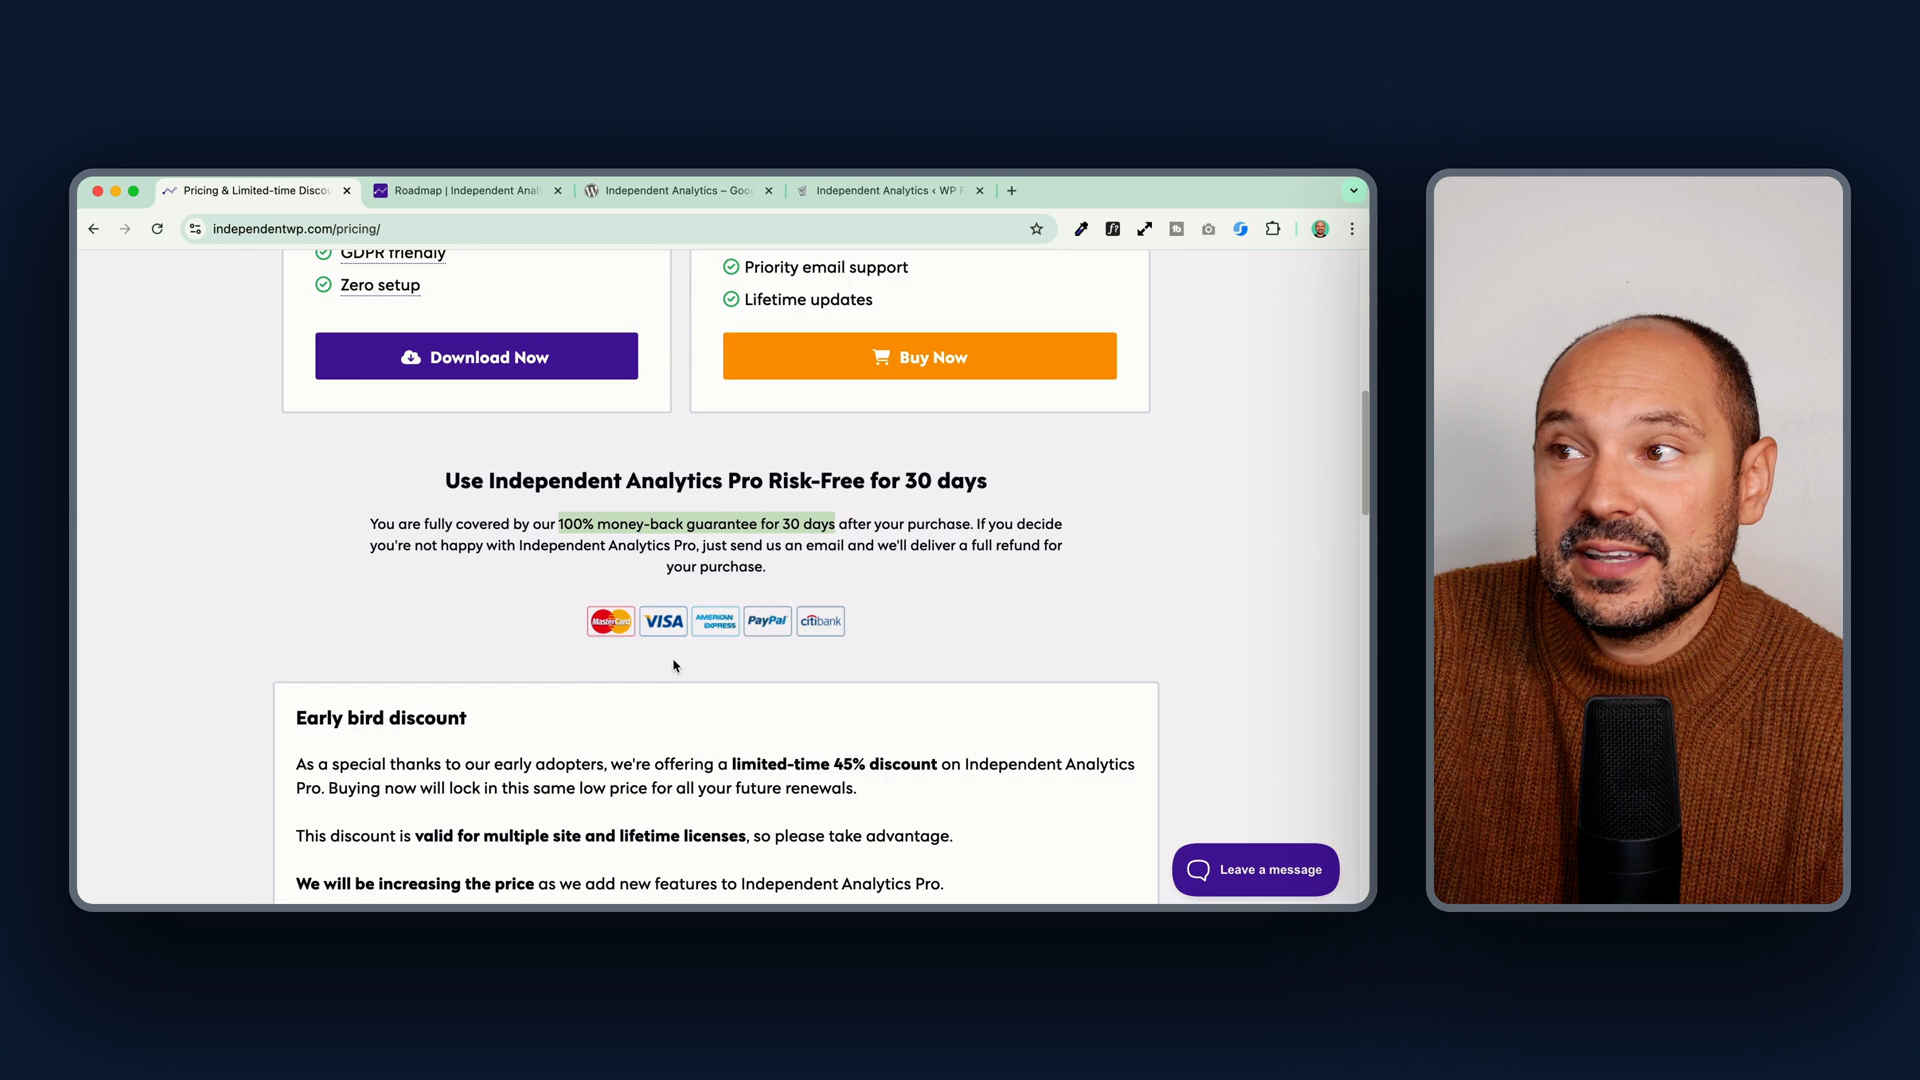 Pricing & Limited-time Disco
Roadmap | Independent Analy
Independent Analytics – Goo
Independent Analytics ‹ WP
independentwp.com/pricing/
GDPR friendly
Zero setup
Priority email support
Lifetime updates
Download Now
Buy Now
Use Independent Analytics Pro Risk-Free for 30 days
You are fully covered by our 100% money-back guarantee for 30 days after your purchase. If you decide
you're not happy with Independent Analytics Pro, just send us an email and we'll deliver a full refund for
your purchase.
MasterCard
VISA
AMERICAN
EXPRESS
PayPal
citibank
Early bird discount
As a special thanks to our early adopters, we're offering a limited-time 45% discount on Independent Analytics
Pro. Buying now will lock in this same low price for all your future renewals.
This discount is valid for multiple site and lifetime licenses, so please take advantage.
We will be increasing the price as we add new features to Independent Analytics Pro.
Leave a message